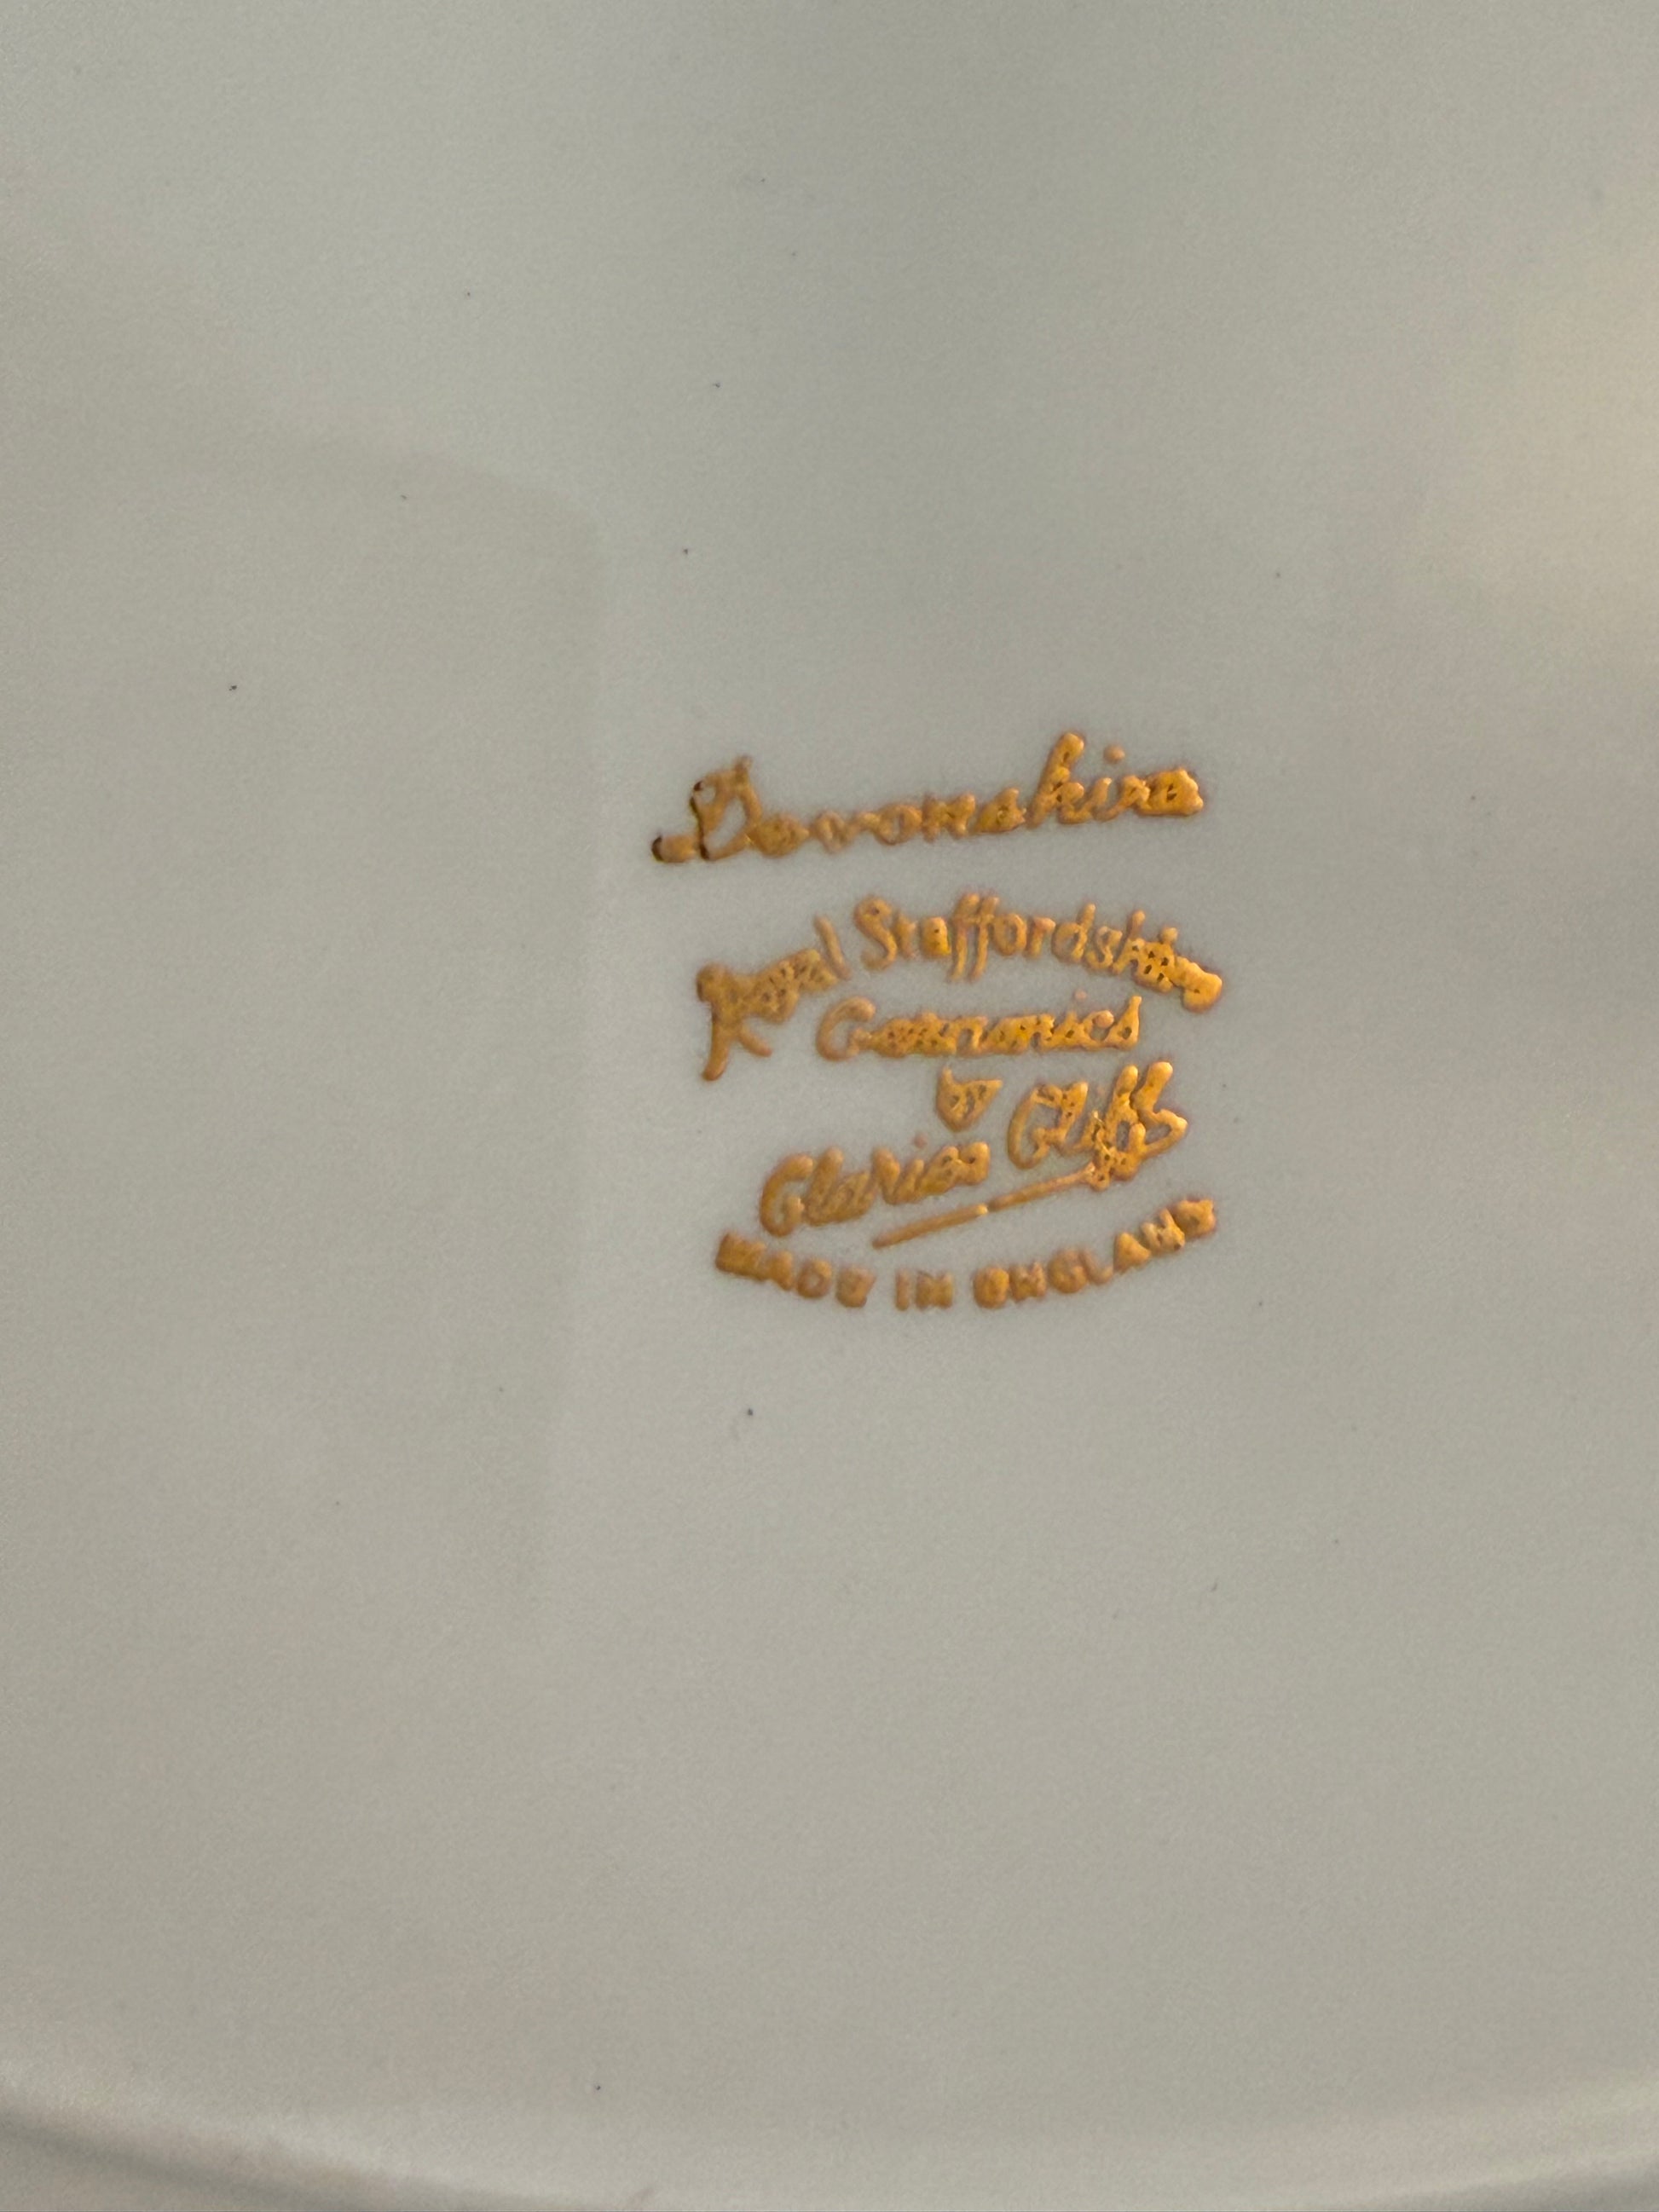 Devonshire
Royal Staffordshire
Ceramics
by
Clarice Cliff
MADE IN ENGLAND